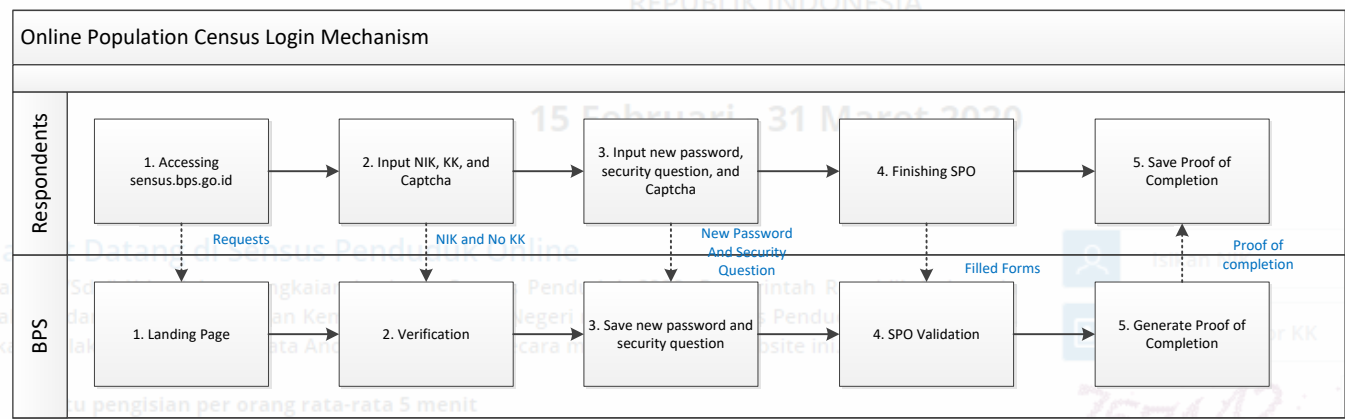 REPUBLIK INDONESIA
Online Population Census Login Mechanism
15 Februari - 31 Maret 2020
Respondents
1. Accessing
sensus.bps.go.id
2. Input NIK, KK, and
Captcha
3. Input new password,
security question, and
Captcha
4. Finishing SPO
5. Save Proof of
Completion
Requests
NIK and No KK
New Password
And Security
Question
Filled Forms
Proof of
completion
Datang di Sensus Penduduk Online
BPS
1. Landing Page
2. Verification
3. Save new password and
security question
4. SPO Validation
5. Generate Proof of
Completion
KK
pengisian per orang rata-rata 5 menit